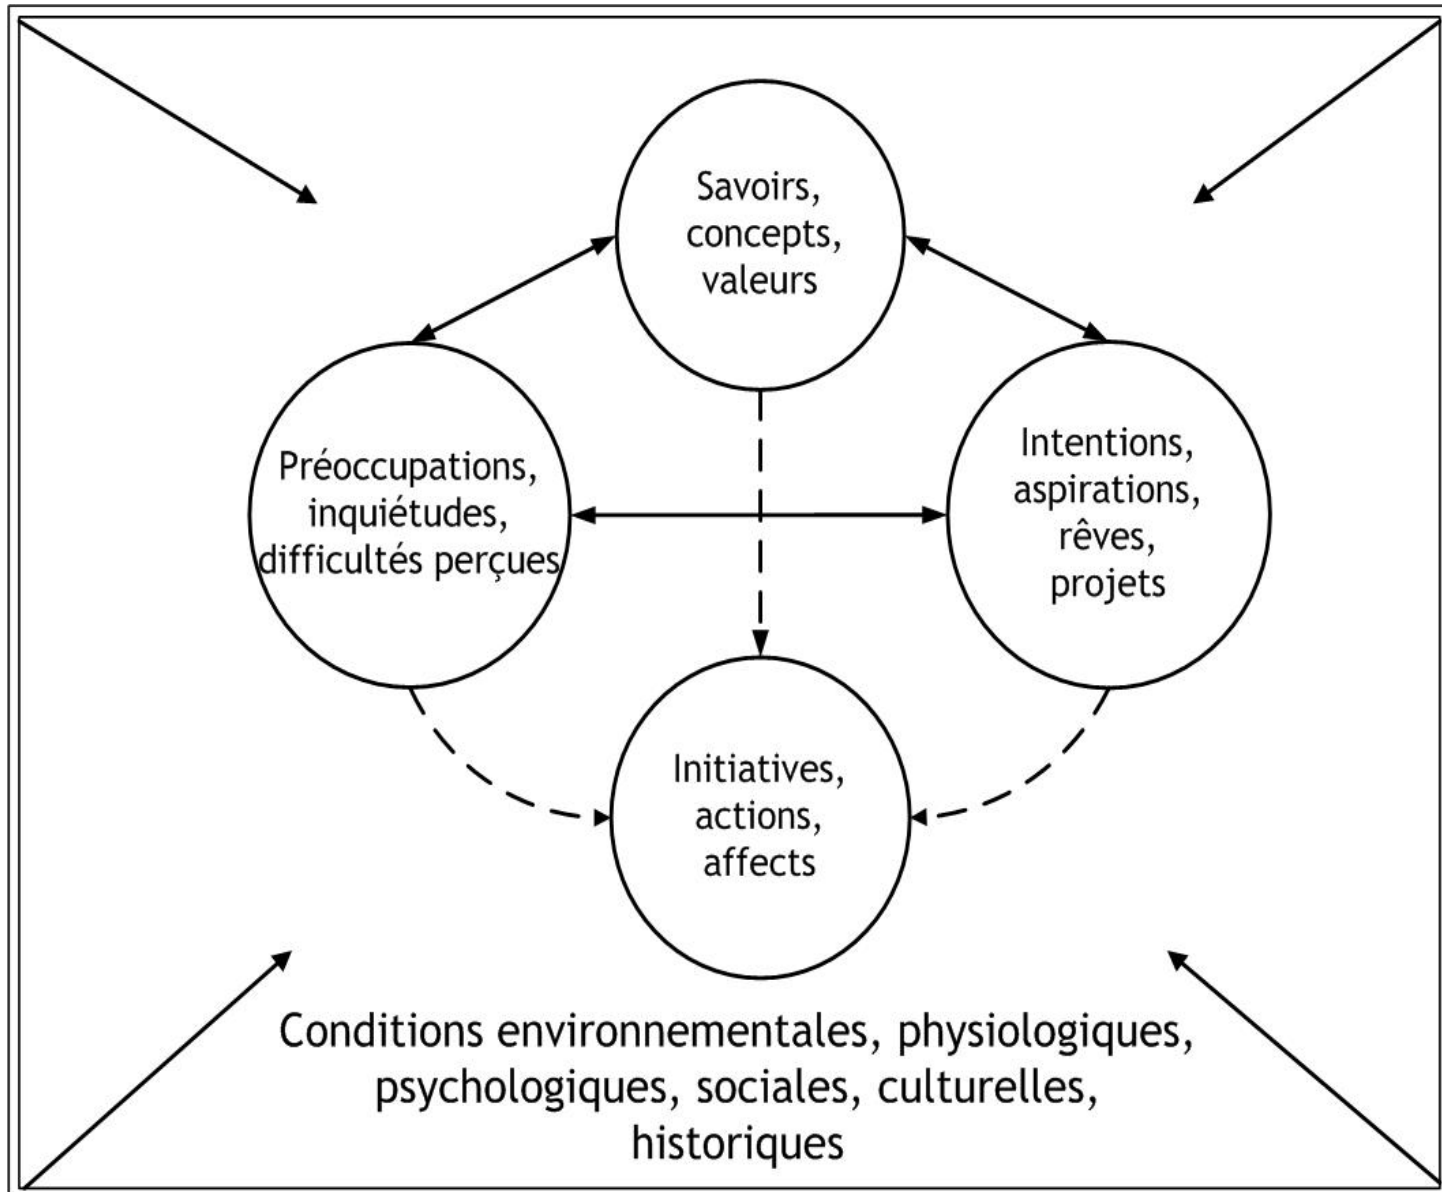 Savoirs,
concepts,
valeurs
Préoccupations,
inquiétudes,
difficultés perçues
Intentions,
aspirations,
rêves,
projets
Initiatives,
actions,
affects
Conditions environnementales, physiologiques,
psychologiques, sociales, culturelles,
historiques